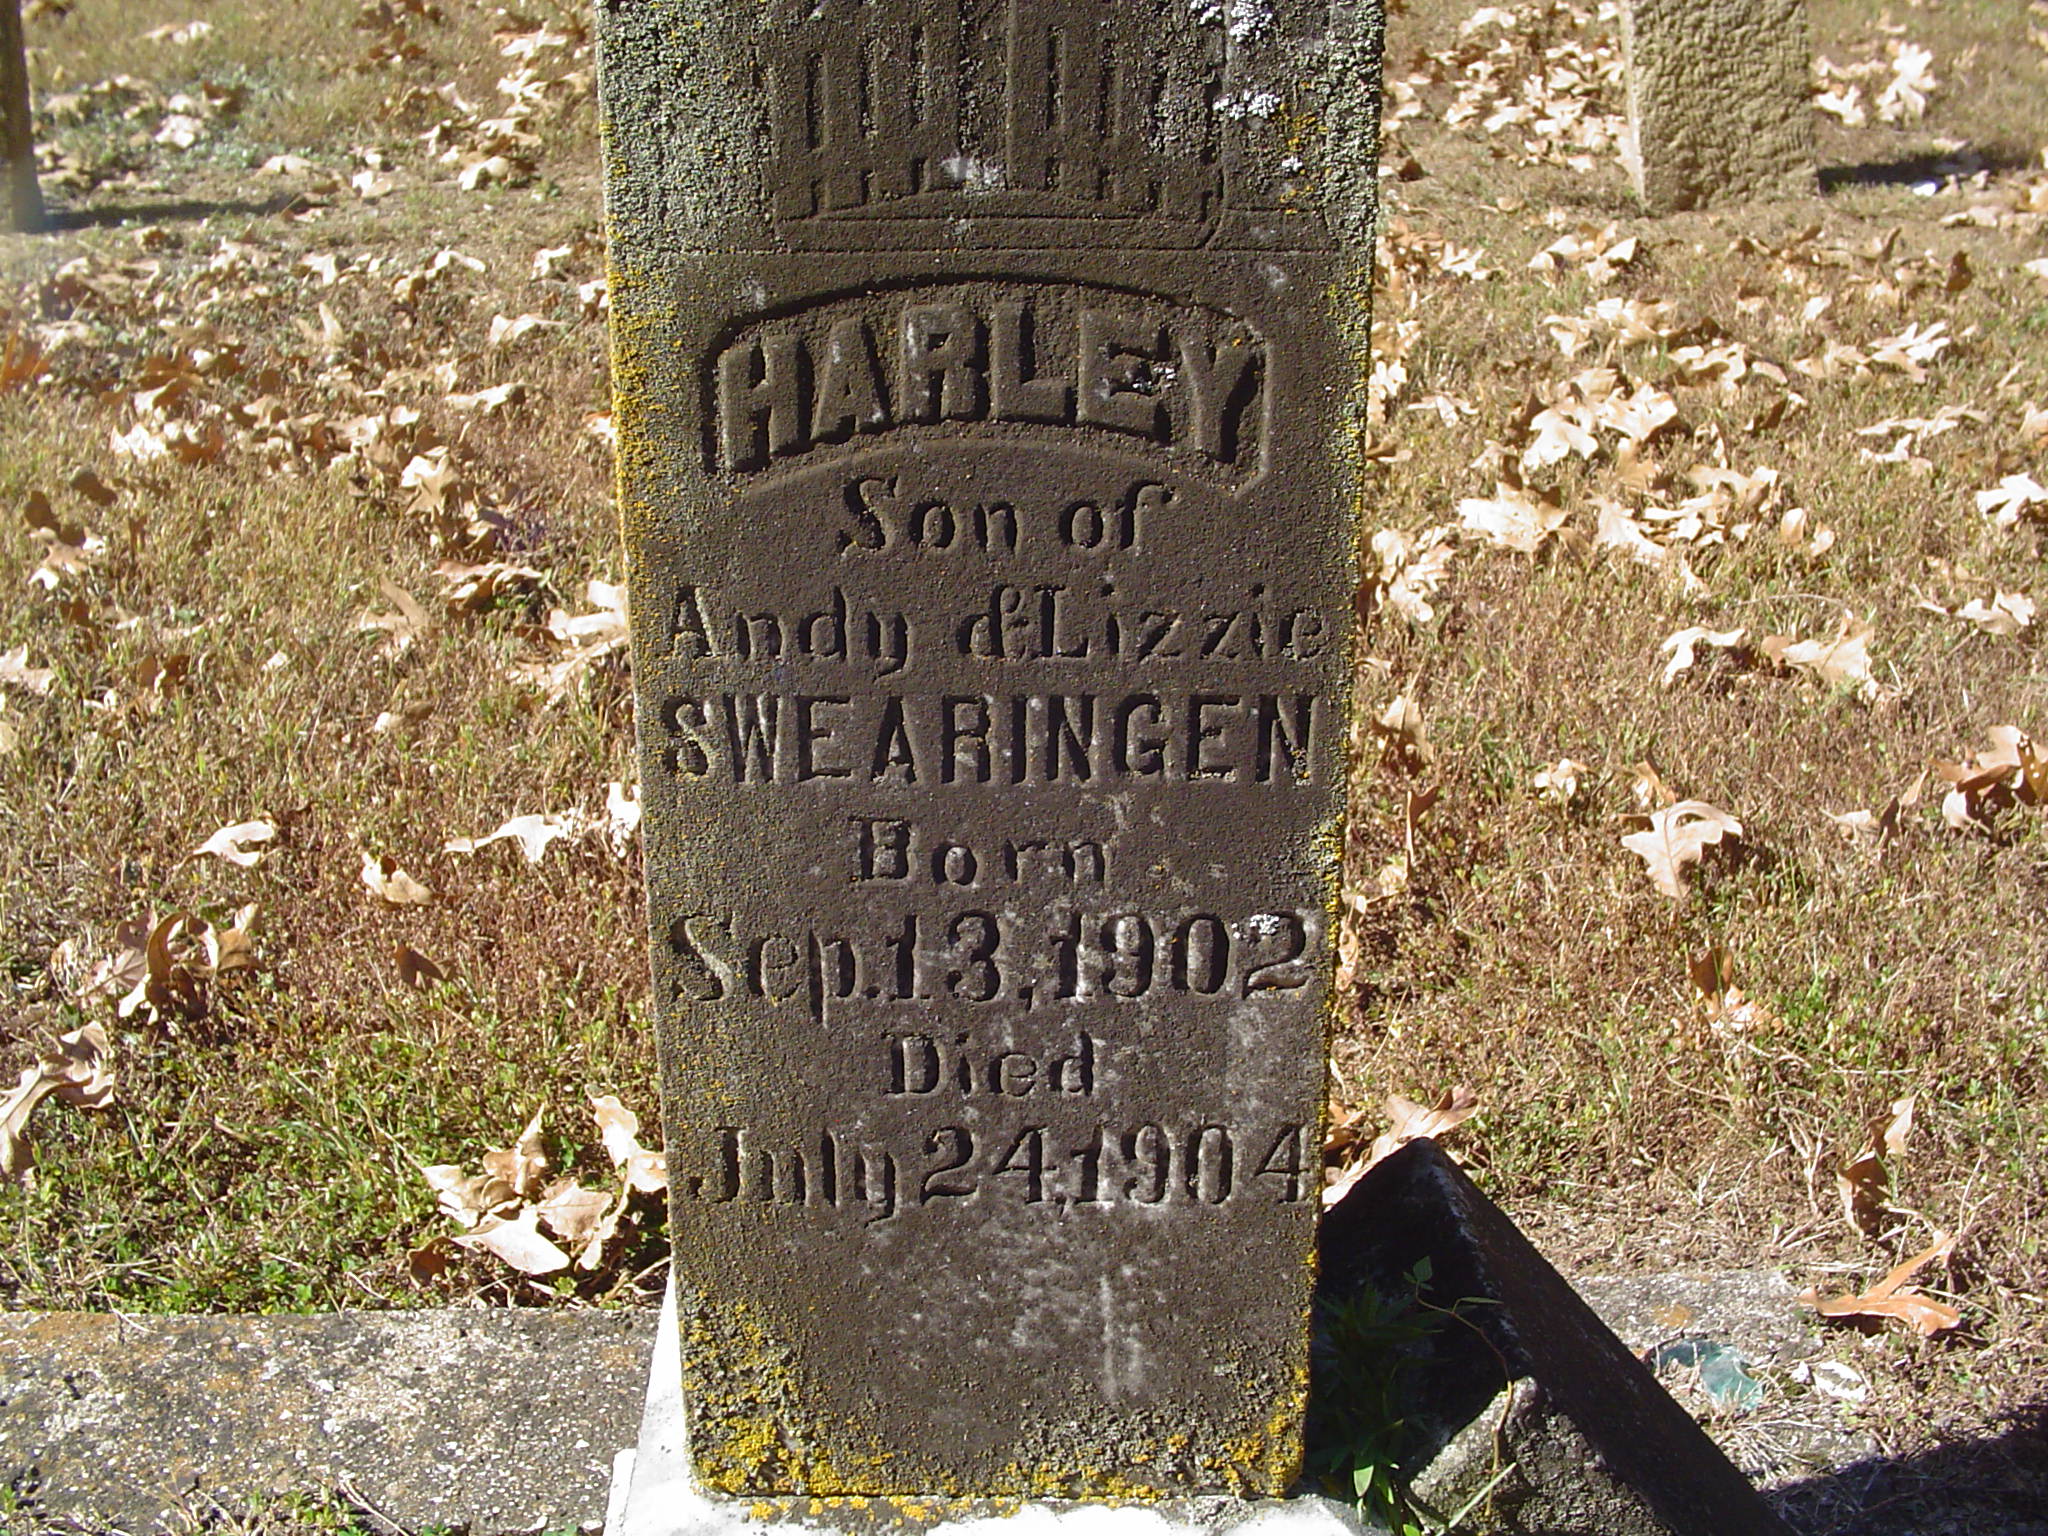 HARLEY
Son of
Andy & Lizzie
SWEARINGEN
Born
Sep. 13, 1902
Died
July 24, 1904